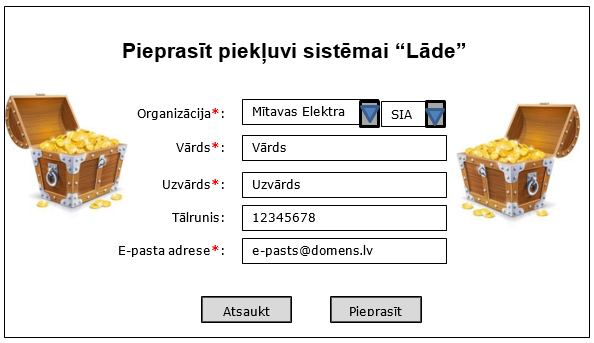 Pieprasīt piekļuvi sistēmai “Lāde”
Organizācija*: Mītavas Elektra SIA
Vārds*: Vārds
Uzvārds*: Uzvārds
Tālrunis: 12345678
E-pasta adrese*: e-pasts@domens.lv
Atsaukt Pieprasīt